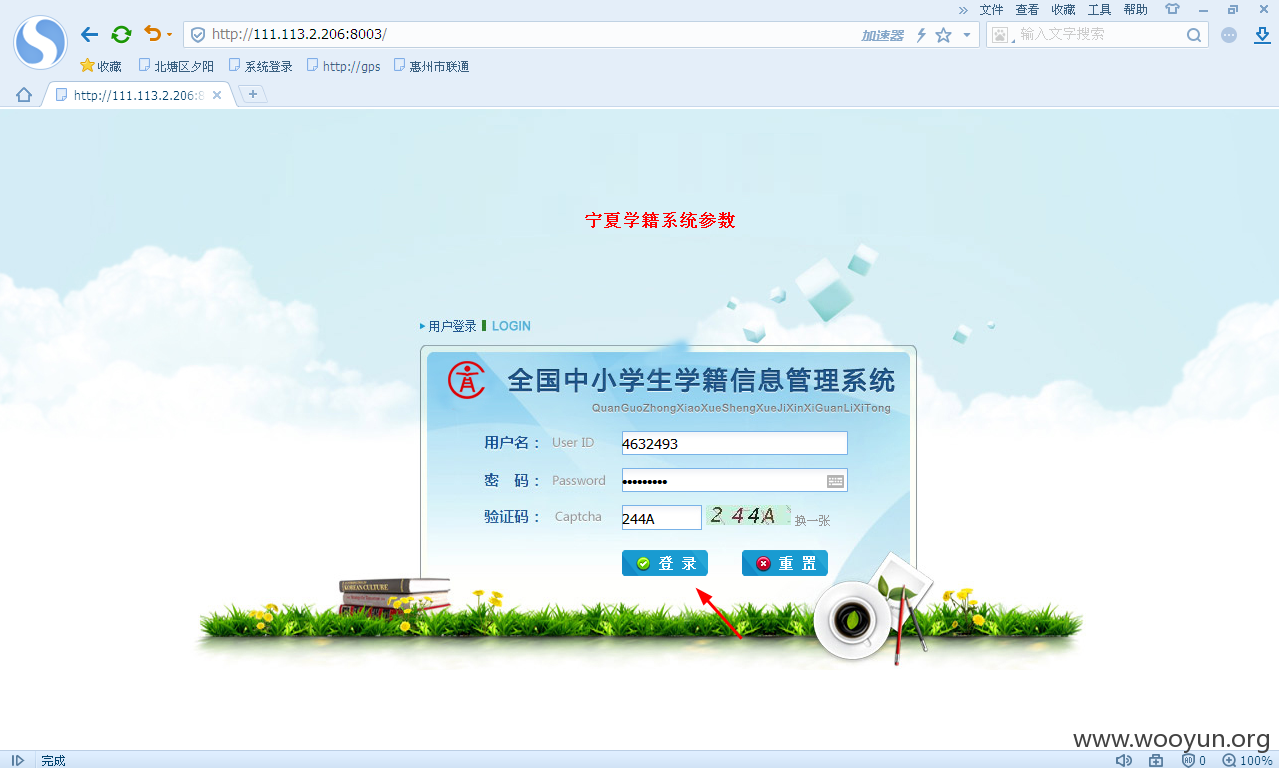 » 文件 查看 收藏 工具 帮助
http://111.113.2.206:8003/ 加速器 输入文字搜索
收藏 北塘区夕阳 系统登录 http://gps 惠州市联通
http://111.113.2.206:8
宁夏学籍系统参数
用户登录 LOGIN
全国中小学生学籍信息管理系统
QuanGuoZhongXiaoXueShengXueJiXinXiGuanLiXiTong
用户名： User ID 4632493
密 码： Password •••••••••
验证码： Captcha 244A 244A 换一张
登 录 重 置
KOREAN CULTURE
www.wooyun.org
完成 0 100%